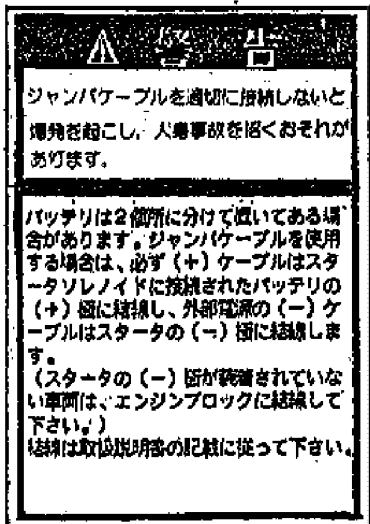 ⚠ 警告
ジャンパケーブルを適切に接続しないと
爆発を起こし、人身事故を招くおそれが
あります。
バッテリは2個所に分けて置いてある場
合があります。ジャンパケーブルを使用
する場合は、必ず(+)ケーブルはスタ
ータソレノイドに接続されたバッテリの
(+)極に結線し、外部電源の(-)ケ
ーブルはスタータの(-)極に結線しま
す。
(スタータの(-)極が装着されていな
い車両は、エンジンブロックに結線して
下さい。)
結線は取扱説明書の記載に従って下さい。